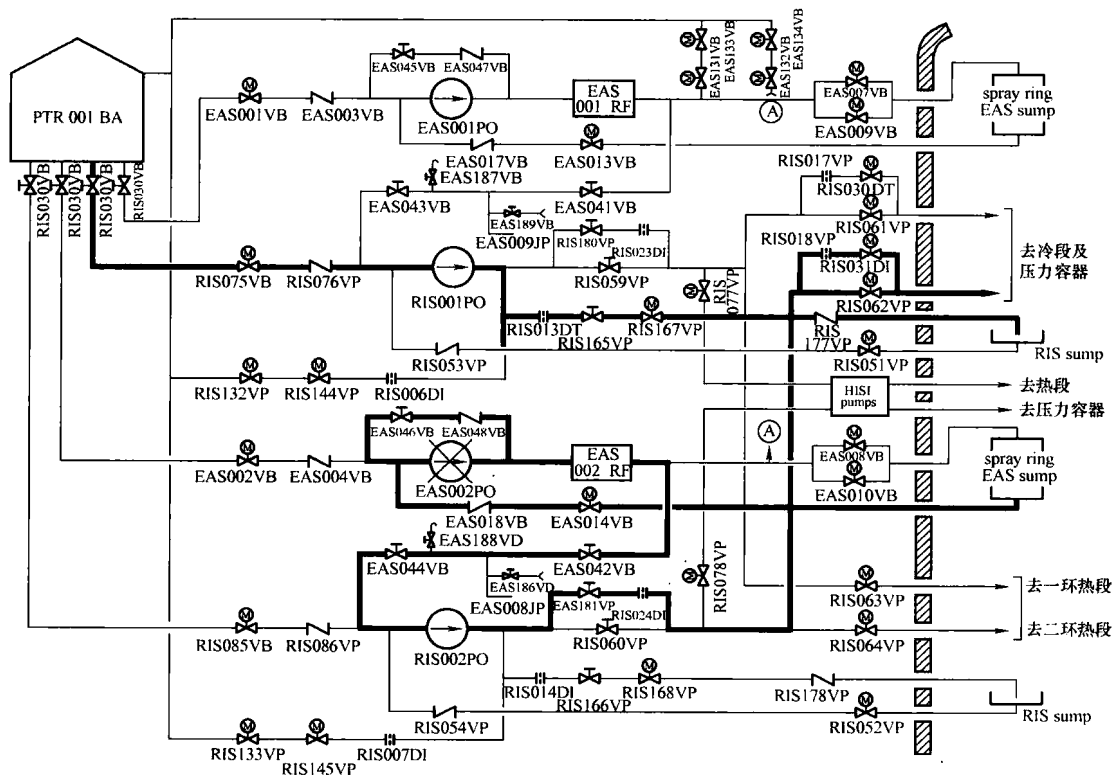 EAS131VB
EAS133VB
EAS132VB
EAS134VB
EAS045VB
EAS047VB
PTR 001 BA
EAS
001 RF
EAS007VB
spray ring
EAS sump
EAS001VB
EAS003VB
EAS001PO
A
EAS009VB
EAS017VB
EAS013VB
RIS017VP
RIS030VB
RIS030VB
RIS030VB
RIS030VB
EAS187VB
RIS030DT
EAS043VB
EAS041VB
EAS189VB
EAS009JP
RIS180VP
RIS023DI
RIS061VP
RIS018VP
RIS031DI
去冷段及
压力容器
RIS075VB
RIS076VP
RIS001PO
RIS059VP
RIS
077VP
RIS062VP
RIS013DT
RIS165VP
RIS167VP
RIS
177VP
RIS053VP
RIS051VP
RIS sump
RIS132VP
RIS144VP
RIS006DI
HISI
pumps
去热段
去压力容器
EAS046VB
EAS048VB
A
EAS
002 RF
EAS008VB
spray ring
EAS sump
EAS002VB
EAS004VB
EAS002PO
EAS010VB
EAS018VB
EAS014VB
EAS188VD
EAS044VB
EAS042VB
EAS186VD
EAS008JP
EAS181VP
RIS024DI
RIS078VP
RIS063VP
去一环热段
RIS085VB
RIS086VP
RIS002PO
RIS060VP
RIS064VP
去二环热段
RIS014DI
RIS166VP
RIS168VP
RIS178VP
RIS054VP
RIS052VP
RIS sump
RIS133VP
RIS145VP
RIS007DI